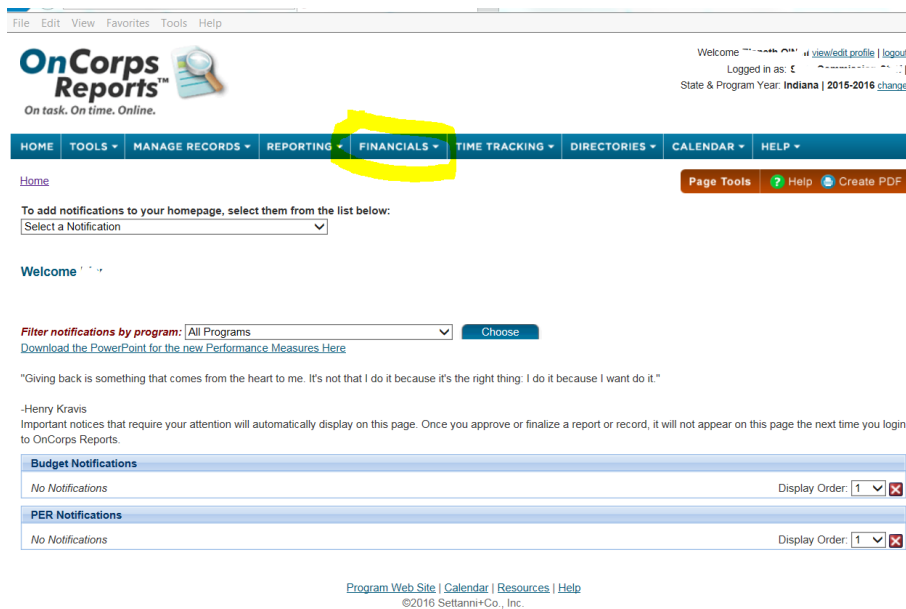 File Edit View Favorites Tools Help
OnCorps
Reports™
On task. On time. Online.
Welcome view/edit profile | logout
Logged in as:
State & Program Year: Indiana | 2015-2016 change
HOME TOOLS MANAGE RECORDS REPORTING FINANCIALS TIME TRACKING DIRECTORIES CALENDAR HELP
Home
Page Tools ? Help Create PDF
To add notifications to your homepage, select them from the list below:
Select a Notification
Welcome
Filter notifications by program: All Programs Choose
Download the PowerPoint for the new Performance Measures Here
"Giving back is something that comes from the heart to me. It's not that I do it because it's the right thing: I do it because I want do it."
-Henry Kravis
Important notices that require your attention will automatically display on this page. Once you approve or finalize a report or record, it will not appear on this page the next time you login
to OnCorps Reports.
Budget Notifications
No Notifications Display Order: 1
PER Notifications
No Notifications Display Order: 1
Program Web Site | Calendar | Resources | Help
©2016 Settanni+Co., Inc.